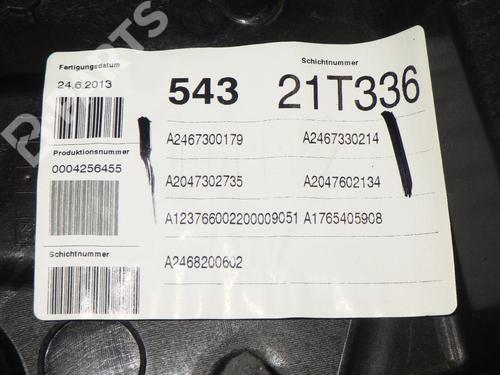 Fertigungsdatum
24.6.2013
543
Schichtnummer
21T336
Produktionsnummer
0004256455
A2467300179 A2467330214
A2047302735 A2047602134
A123766002200009051 A1765405908
Schichtnummer
A2468200602